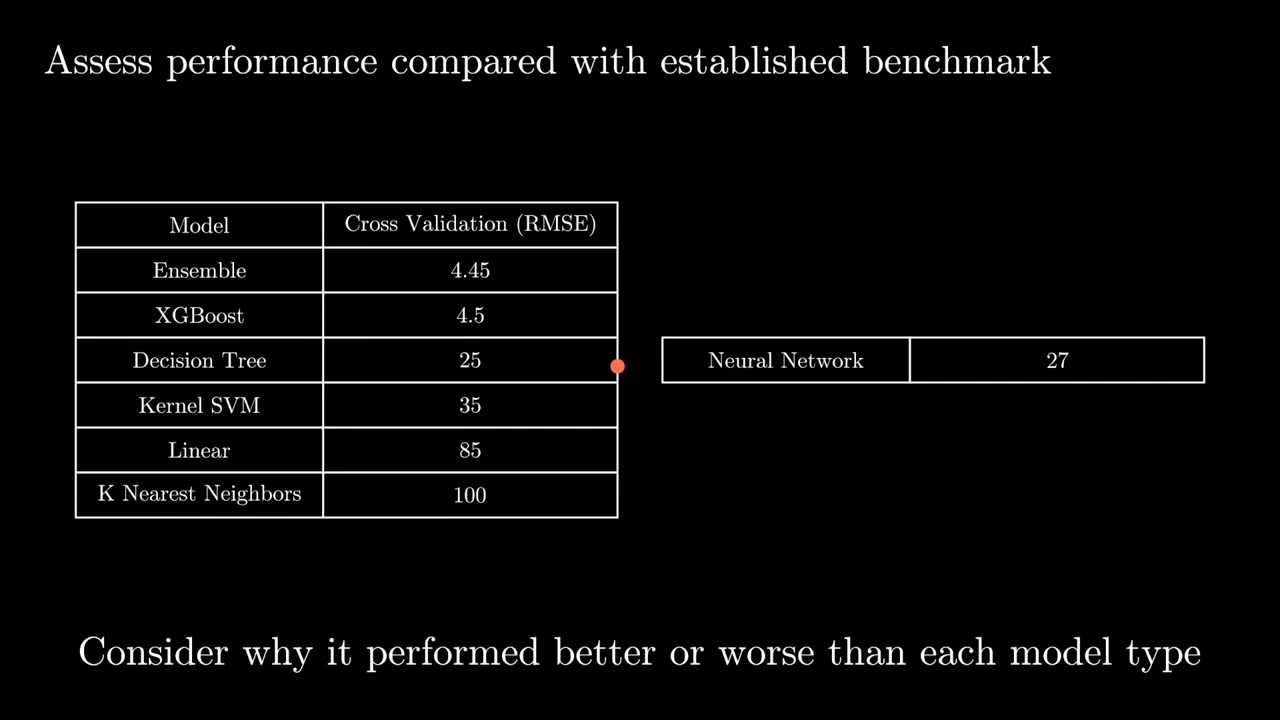 Assess performance compared with established benchmark
Model Cross Validation (RMSE)
Ensemble 4.45
XGBoost 4.5
Decision Tree 25
Kernel SVM 35
Linear 85
K Nearest Neighbors 100
Neural Network 27
Consider why it performed better or worse than each model type